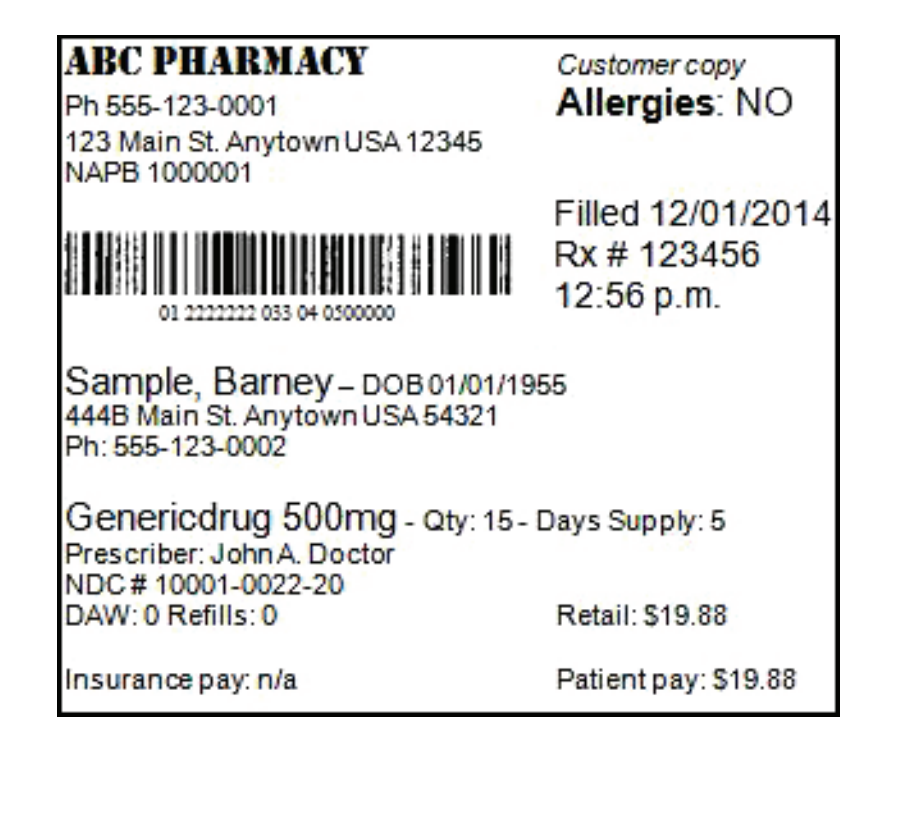 ABC PHARMACY
Ph 555-123-0001
123 Main St. Anytown USA 12345
NAPB 1000001
Customer copy
Allergies: NO
Filled 12/01/2014
Rx # 123456
12:56 p.m.
01 2222222 033 04 0500000
Sample, Barney – DOB 01/01/1955
444B Main St. Anytown USA 54321
Ph: 555-123-0002
Genericdrug 500mg - Qty: 15 - Days Supply: 5
Prescriber: John A. Doctor
NDC # 10001-0022-20
DAW: 0 Refills: 0
Retail: $19.88
Insurance pay: n/a
Patient pay: $19.88